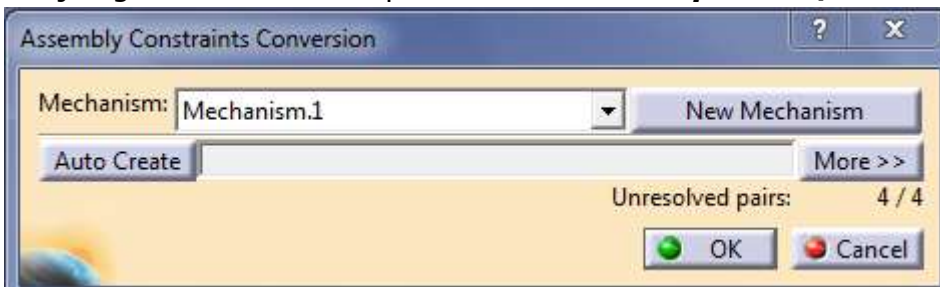 Assembly Constraints Conversion ? X
Mechanism: Mechanism.1 New Mechanism
Auto Create More >>
Unresolved pairs: 4 / 4
OK Cancel